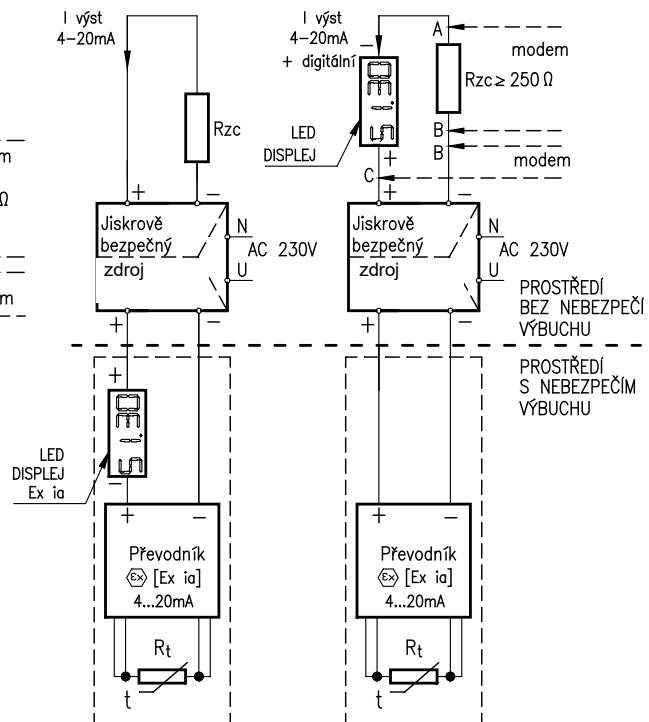 I výst
4–20mA
Rzc
+
–
Jiskrově
bezpečný
zdroj
N
AC 230V
U
+
–
+
LED
DISPLEJ
Ex ia
–
+ –
Převodník
Ex [Ex ia]
4...20mA
Rt
t
I výst
4–20mA
+ digitální
–
A
modem
Rzc ≥ 250 Ω
LED
DISPLEJ
B
B
+
modem
C
+
–
Jiskrově
bezpečný
zdroj
N
AC 230V
U
+
–
PROSTŘEDÍ
BEZ NEBEZPEČÍ
VÝBUCHU
PROSTŘEDÍ
S NEBEZPEČÍM
VÝBUCHU
+ –
Převodník
Ex [Ex ia]
4...20mA
Rt
t
m
Ω
m